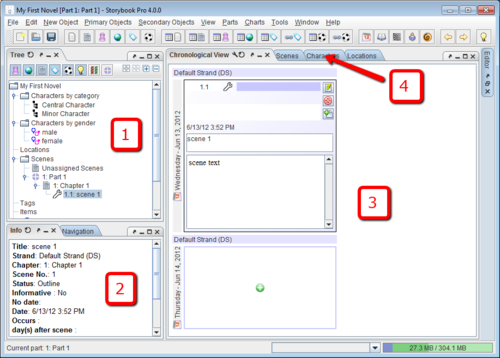 My First Novel [Part 1: Part 1] - Storybook Pro 4.0.0
File Edit New Object Primary Objects Secondary Objects View Parts Charts Tools Window Help
Tree
My First Novel
Characters by category
Central Character
Minor Character
Characters by gender
male
female
Locations
Scenes
Unassigned Scenes
1: Part 1
1: Chapter 1
1.1: scene 1
Tags
Items
1
Info Navigation
Title: scene 1
Strand: Default Strand (DS)
Chapter: 1: Chapter 1
Scene No.: 1
Status: Outline
Informative : No
No date:
Date: 6/13/12 3:52 PM
Occurs :
day(s) after scene :
2
Chronological View Scenes Characters Locations
4
Default Strand (DS)
1.1
Wednesday - Jun 13, 2012
6/13/12 3:52 PM
scene 1
scene text
3
Default Strand (DS)
Thursday - Jun 14, 2012
Editor
Current part: 1: Part 1
27.3 MB / 304.1 MB